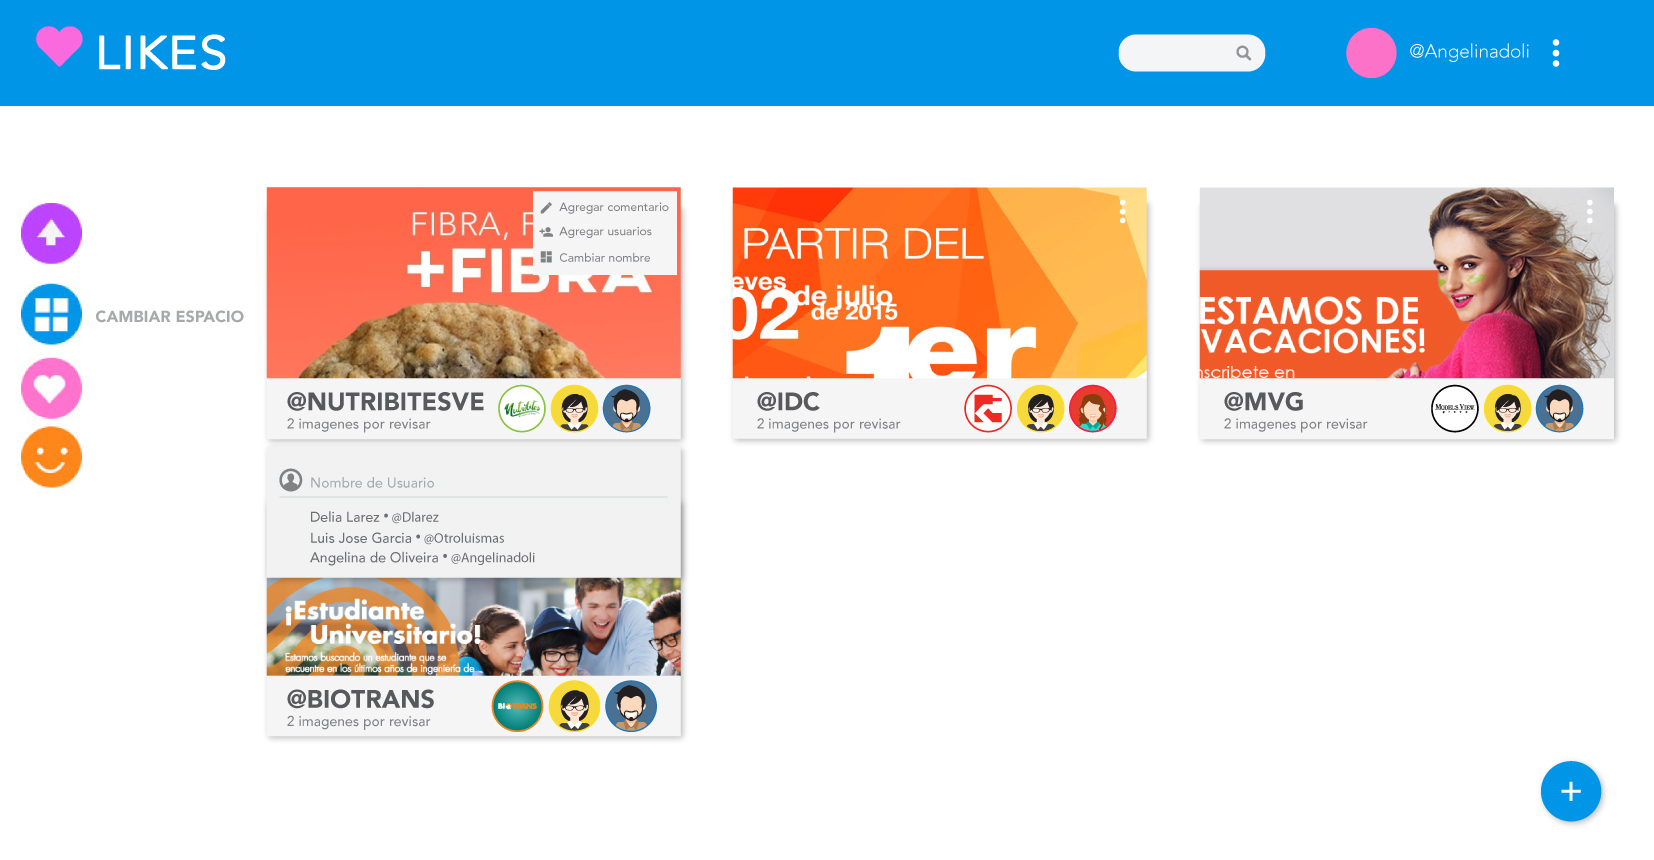 LIKES
@Angelinadoli
CAMBIAR ESPACIO
FIBRA, F
+FIBRA
Agregar comentario
Agregar usuarios
Cambiar nombre
@NUTRIBITESVE
2 imagenes por revisar
Nutribites
PARTIR DEL
eves
02
de julio
de 2015
1er
@IDC
2 imagenes por revisar
ESTAMOS DE
VACACIONES!
nscribete en
@MVG
2 imagenes por revisar
MODELS VIEW
Nombre de Usuario
Delia Larez • @Dlarez
Luis Jose Garcia • @Otroluismas
Angelina de Oliveira • @Angelinadoli
¡Estudiante
Universitario!
Estamos buscando un estudiante que se
encuentre en los últimos años de ingeniería de...
@BIOTRANS
2 imagenes por revisar
BIOTRANS